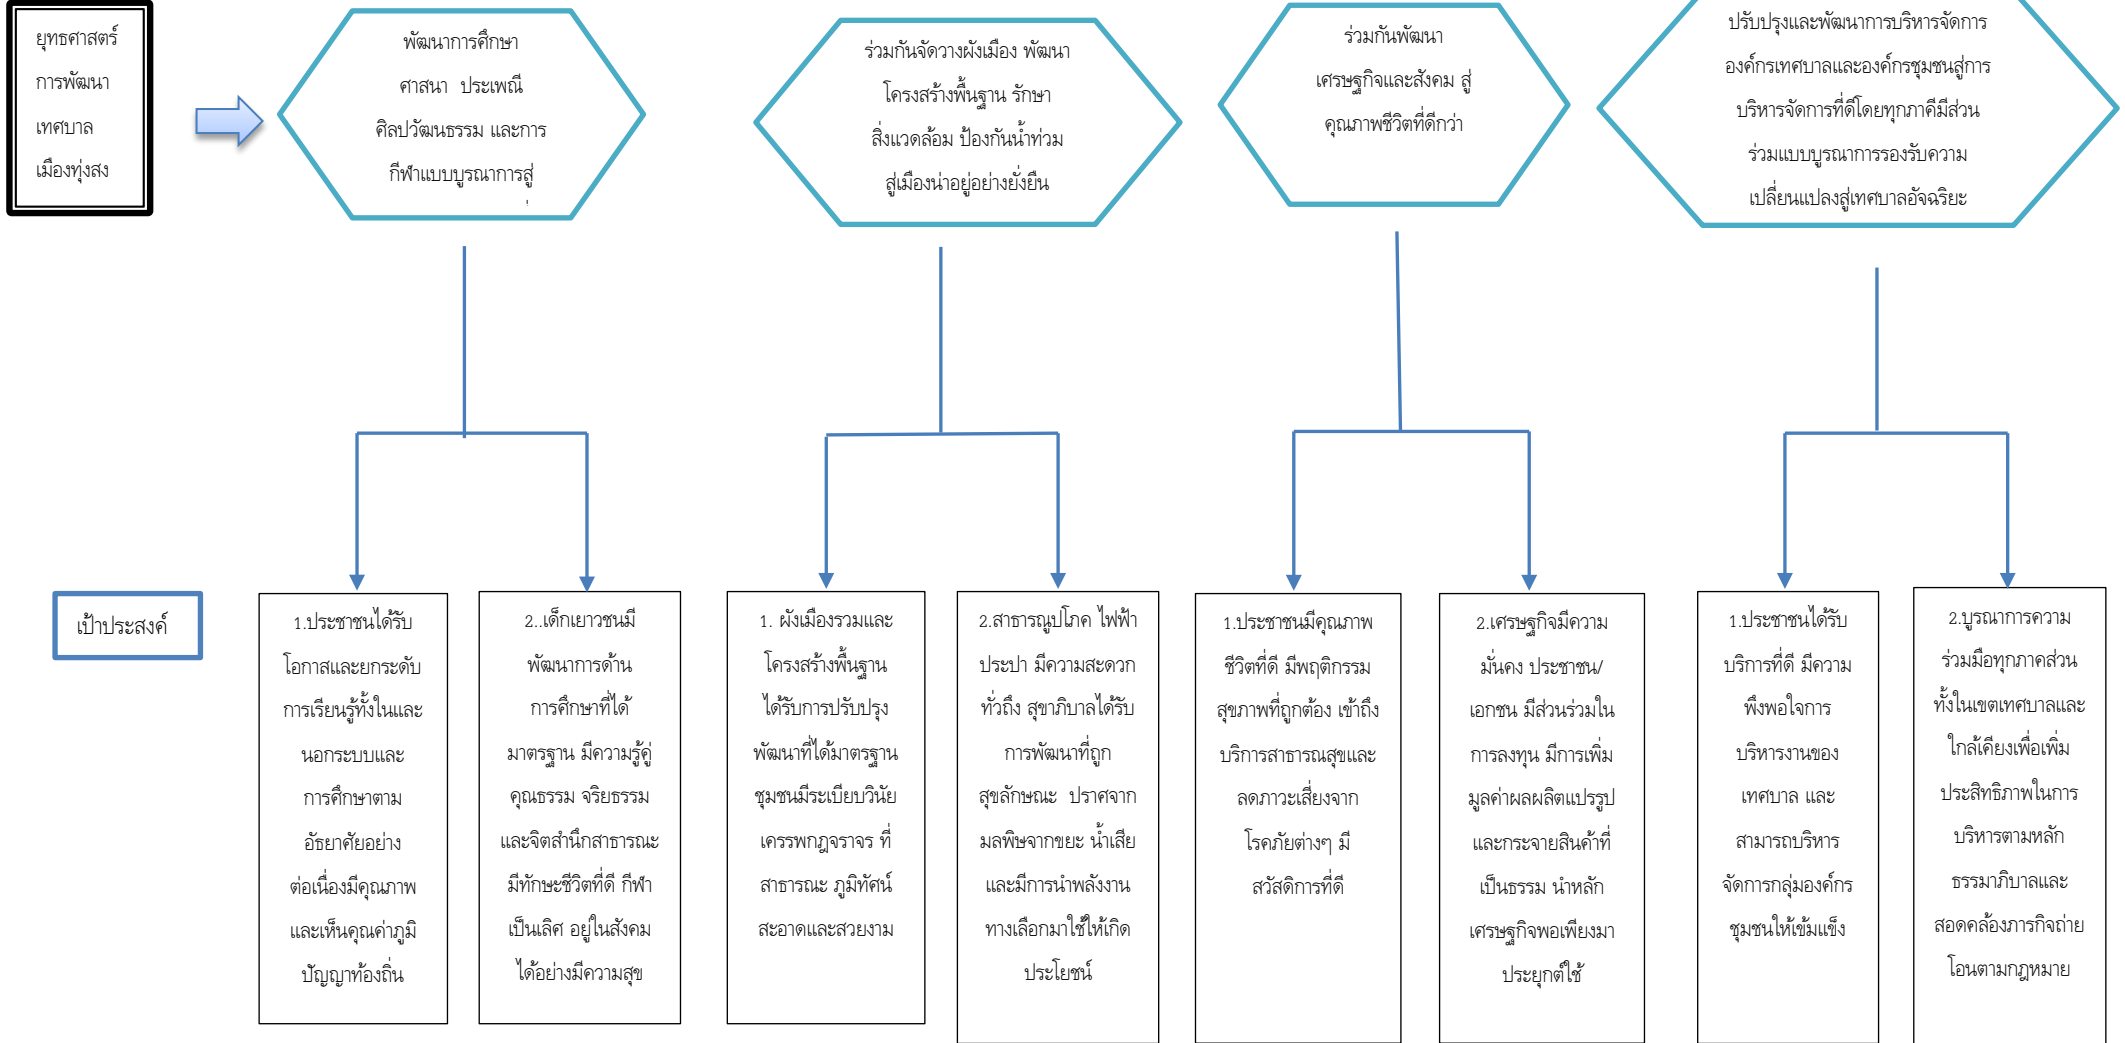 ยุทธศาสตร์
การพัฒนา
เทศบาล
เมืองทุ่งสง
พัฒนาการศึกษา
ศาสนา ประเพณี
ศิลปวัฒนธรรม และการ
กีฬาแบบบูรณาการสู่
ร่วมกันจัดวางผังเมือง พัฒนา
โครงสร้างพื้นฐาน รักษา
สิ่งแวดล้อม ป้องกันน้ำท่วม
สู่เมืองน่าอยู่อย่างยั่งยืน
ร่วมกันพัฒนา
เศรษฐกิจและสังคม สู่
คุณภาพชีวิตที่ดีกว่า
ปรับปรุงและพัฒนาการบริหารจัดการ
องค์กรเทศบาลและองค์กรชุมชนสู่การ
บริหารจัดการที่ดีโดยทุกภาคีมีส่วน
ร่วมแบบบูรณาการรองรับความ
เปลี่ยนแปลงสู่เทศบาลอัจฉริยะ
เป้าประสงค์
1.ประชาชนได้รับ
โอกาสและยกระดับ
การเรียนรู้ทั้งในและ
นอกระบบและ
การศึกษาตาม
อัธยาศัยอย่าง
ต่อเนื่องมีคุณภาพ
และเห็นคุณค่าภูมิ
ปัญญาท้องถิ่น
2..เด็กเยาวชนมี
พัฒนาการด้าน
การศึกษาที่ได้
มาตรฐาน มีความรู้คู่
คุณธรรม จริยธรรม
และจิตสำนึกสาธารณะ
มีทักษะชีวิตที่ดี กีฬา
เป็นเลิศ อยู่ในสังคม
ได้อย่างมีความสุข
1. ผังเมืองรวมและ
โครงสร้างพื้นฐาน
ได้รับการปรับปรุง
พัฒนาที่ได้มาตรฐาน
ชุมชนมีระเบียบวินัย
เครรพกฎจราจร ที่
สาธารณะ ภูมิทัศน์
สะอาดและสวยงาม
2.สาธารณูปโภค ไฟฟ้า
ประปา มีความสะดวก
ทั่วถึง สุขาภิบาลได้รับ
การพัฒนาที่ถูก
สุขลักษณะ ปราศจาก
มลพิษจากขยะ น้ำเสีย
และมีการนำพลังงาน
ทางเลือกมาใช้ให้เกิด
ประโยชน์
1.ประชาชนมีคุณภาพ
ชีวิตที่ดี มีพฤติกรรม
สุขภาพที่ถูกต้อง เข้าถึง
บริการสาธารณสุขและ
ลดภาวะเสี่ยงจาก
โรคภัยต่างๆ มี
สวัสดิการที่ดี
2.เศรษฐกิจมีความ
มั่นคง ประชาชน/
เอกชน มีส่วนร่วมใน
การลงทุน มีการเพิ่ม
มูลค่าผลผลิตแปรรูป
และกระจายสินค้าที่
เป็นธรรม นำหลัก
เศรษฐกิจพอเพียงมา
ประยุกต์ใช้
1.ประชาชนได้รับ
บริการที่ดี มีความ
พึงพอใจการ
บริหารงานของ
เทศบาล และ
สามารถบริหาร
จัดการกลุ่มองค์กร
ชุมชนให้เข้มแข็ง
2.บูรณาการความ
ร่วมมือทุกภาคส่วน
ทั้งในเขตเทศบาลและ
ใกล้เคียงเพื่อเพิ่ม
ประสิทธิภาพในการ
บริหารตามหลัก
ธรรมาภิบาลและ
สอดคล้องภารกิจถ่าย
โอนตามกฎหมาย